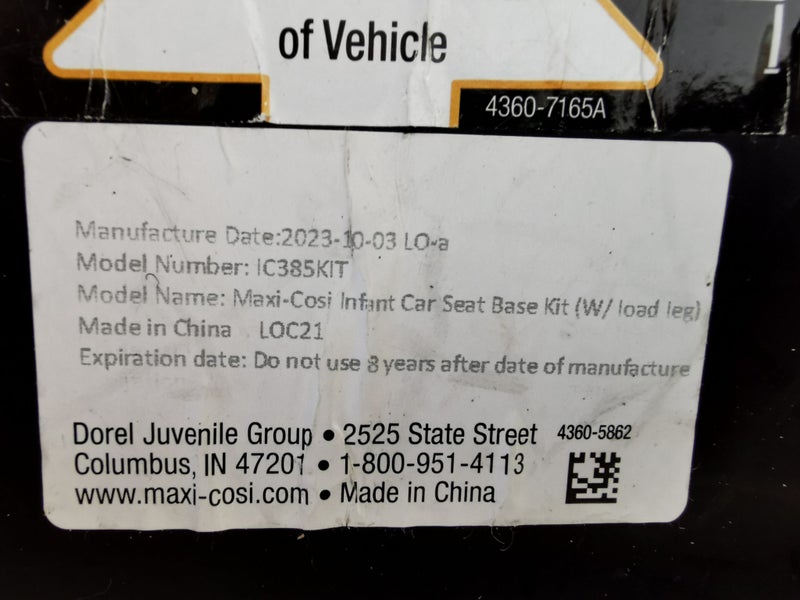 of Vehicle
4360-7165A
Manufacture Date:2023-10-03 LO-a
Model Number: IC385KIT
Model Name: Maxi-Cosi Infant Car Seat Base Kit (W/ load leg)
Made in China LOC21
Expiration date: Do not use 8 years after date of manufacture
Dorel Juvenile Group • 2525 State Street 4360-5862
Columbus, IN 47201 • 1-800-951-4113
www.maxi-cosi.com • Made in China